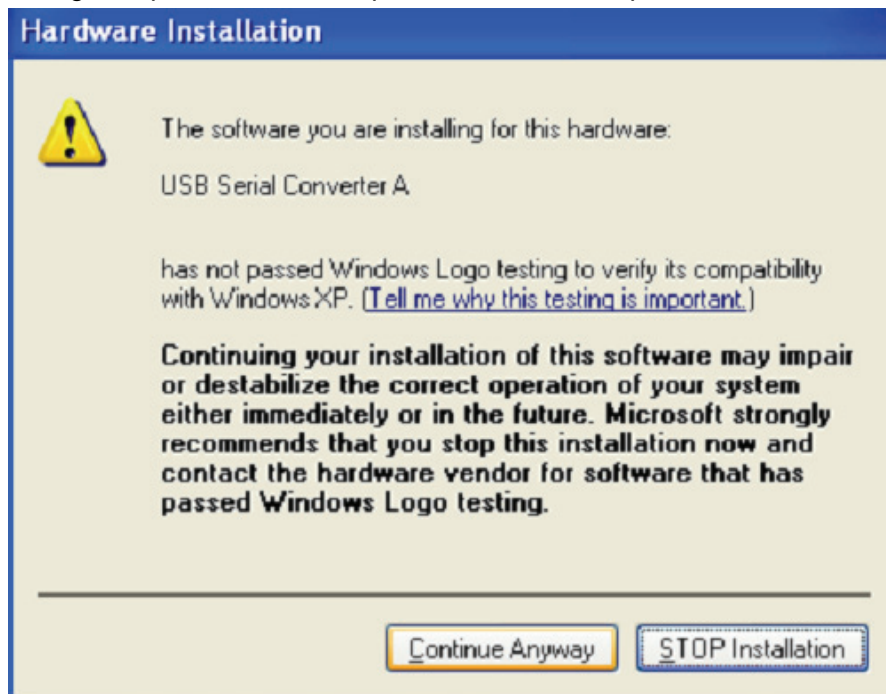 Hardware Installation
The software you are installing for this hardware:
USB Serial Converter A
has not passed Windows Logo testing to verify its compatibility
with Windows XP. (Tell me why this testing is important.)
Continuing your installation of this software may impair
or destabilize the correct operation of your system
either immediately or in the future. Microsoft strongly
recommends that you stop this installation now and
contact the hardware vendor for software that has
passed Windows Logo testing.
Continue Anyway
STOP Installation